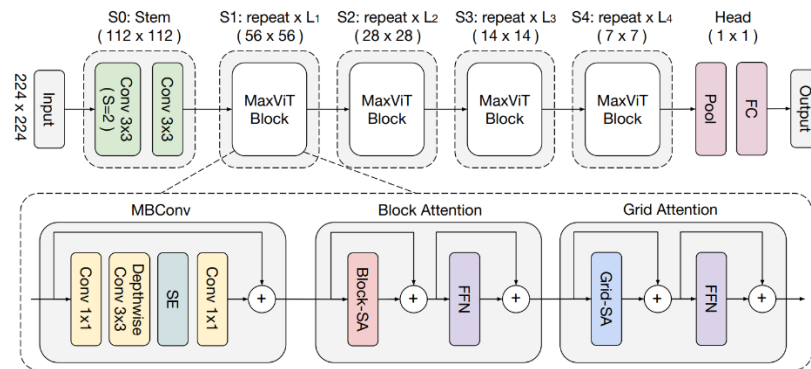 S0: Stem
( 112 x 112 )
S1: repeat x L₁
( 56 x 56 )
S2: repeat x L₂
( 28 x 28 )
S3: repeat x L₃
( 14 x 14 )
S4: repeat x L₄
( 7 x 7 )
Head
( 1 x 1 )
224 x 224
Input
Conv 3x3
( S=2 )
Conv 3x3
MaxViT
Block
MaxViT
Block
MaxViT
Block
MaxViT
Block
Pool
FC
Output
MBConv
Conv 1x1
Depthwise
Conv 3x3
SE
Conv 1x1
+
Block Attention
Block-SA
+
FFN
+
Grid Attention
Grid-SA
+
FFN
+